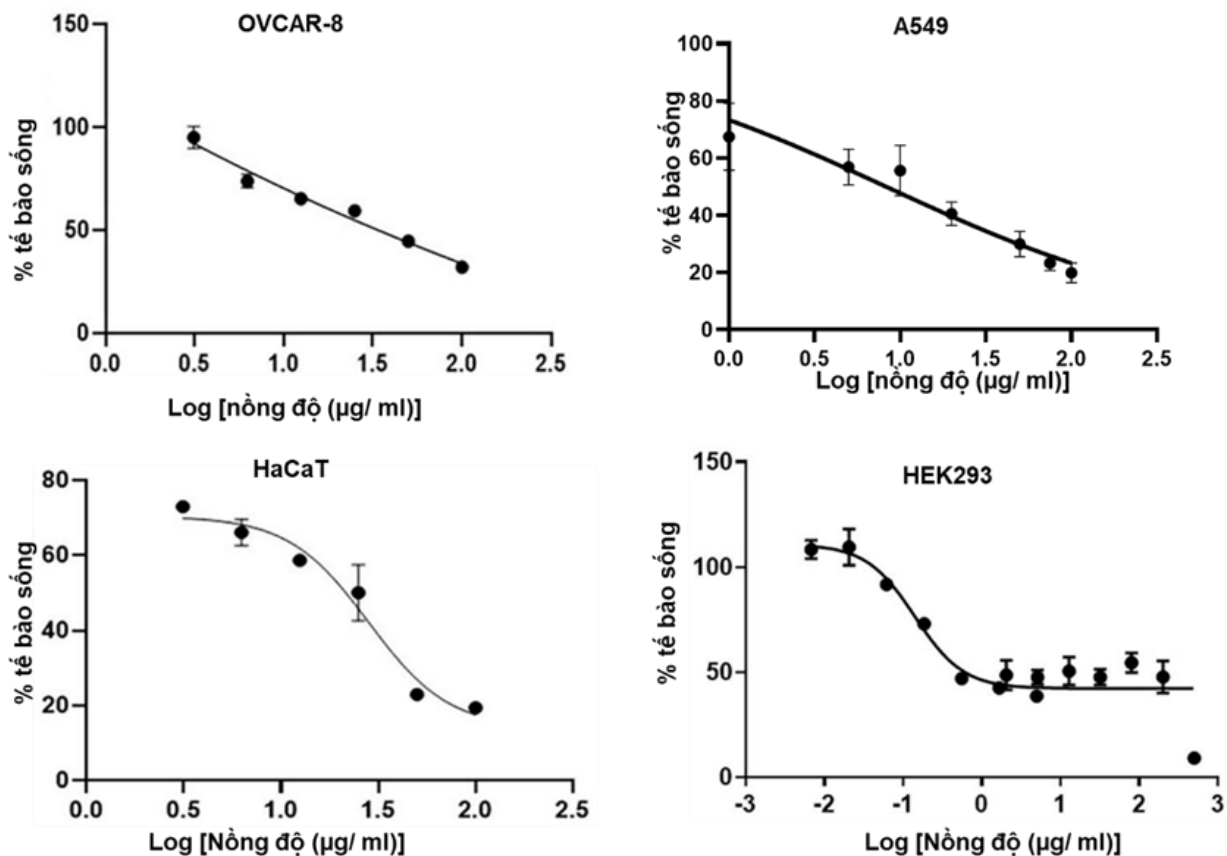 OVCAR-8
150
100
50
0
% tế bào sống
0.0 0.5 1.0 1.5 2.0 2.5
Log [nồng độ (µg/ ml)]
A549
100
80
60
40
20
0
% tế bào sống
0.0 0.5 1.0 1.5 2.0 2.5
Log [nồng độ (µg/ ml)]
HaCaT
80
60
40
20
0
% tế bào sống
0.0 0.5 1.0 1.5 2.0 2.5
Log [Nồng độ (µg/ ml)]
HEK293
150
100
50
0
% tế bào sống
-3 -2 -1 0 1 2 3
Log [Nồng độ (µg/ ml)]